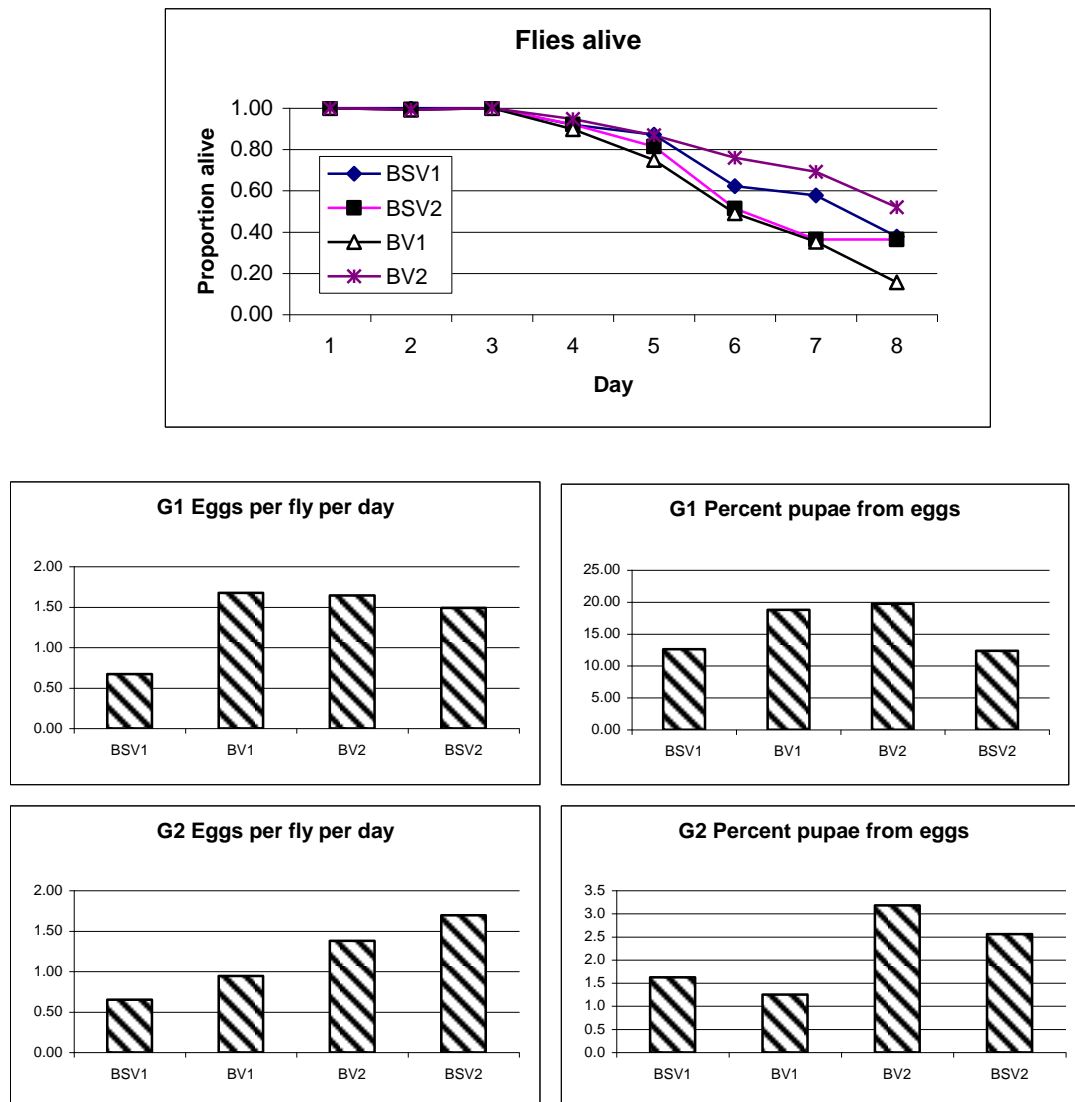 Flies alive
Proportion alive
1.00
0.80
0.60
0.40
0.20
0.00
BSV1
BSV2
BV1
BV2
1 2 3 4 5 6 7 8
Day
G1 Eggs per fly per day
2.00
1.50
1.00
0.50
0.00
BSV1 BV1 BV2 BSV2
G1 Percent pupae from eggs
25.00
20.00
15.00
10.00
5.00
0.00
BSV1 BV1 BV2 BSV2
G2 Eggs per fly per day
2.00
1.50
1.00
0.50
0.00
BSV1 BV1 BV2 BSV2
G2 Percent pupae from eggs
3.5
3.0
2.5
2.0
1.5
1.0
0.5
0.0
BSV1 BV1 BV2 BSV2